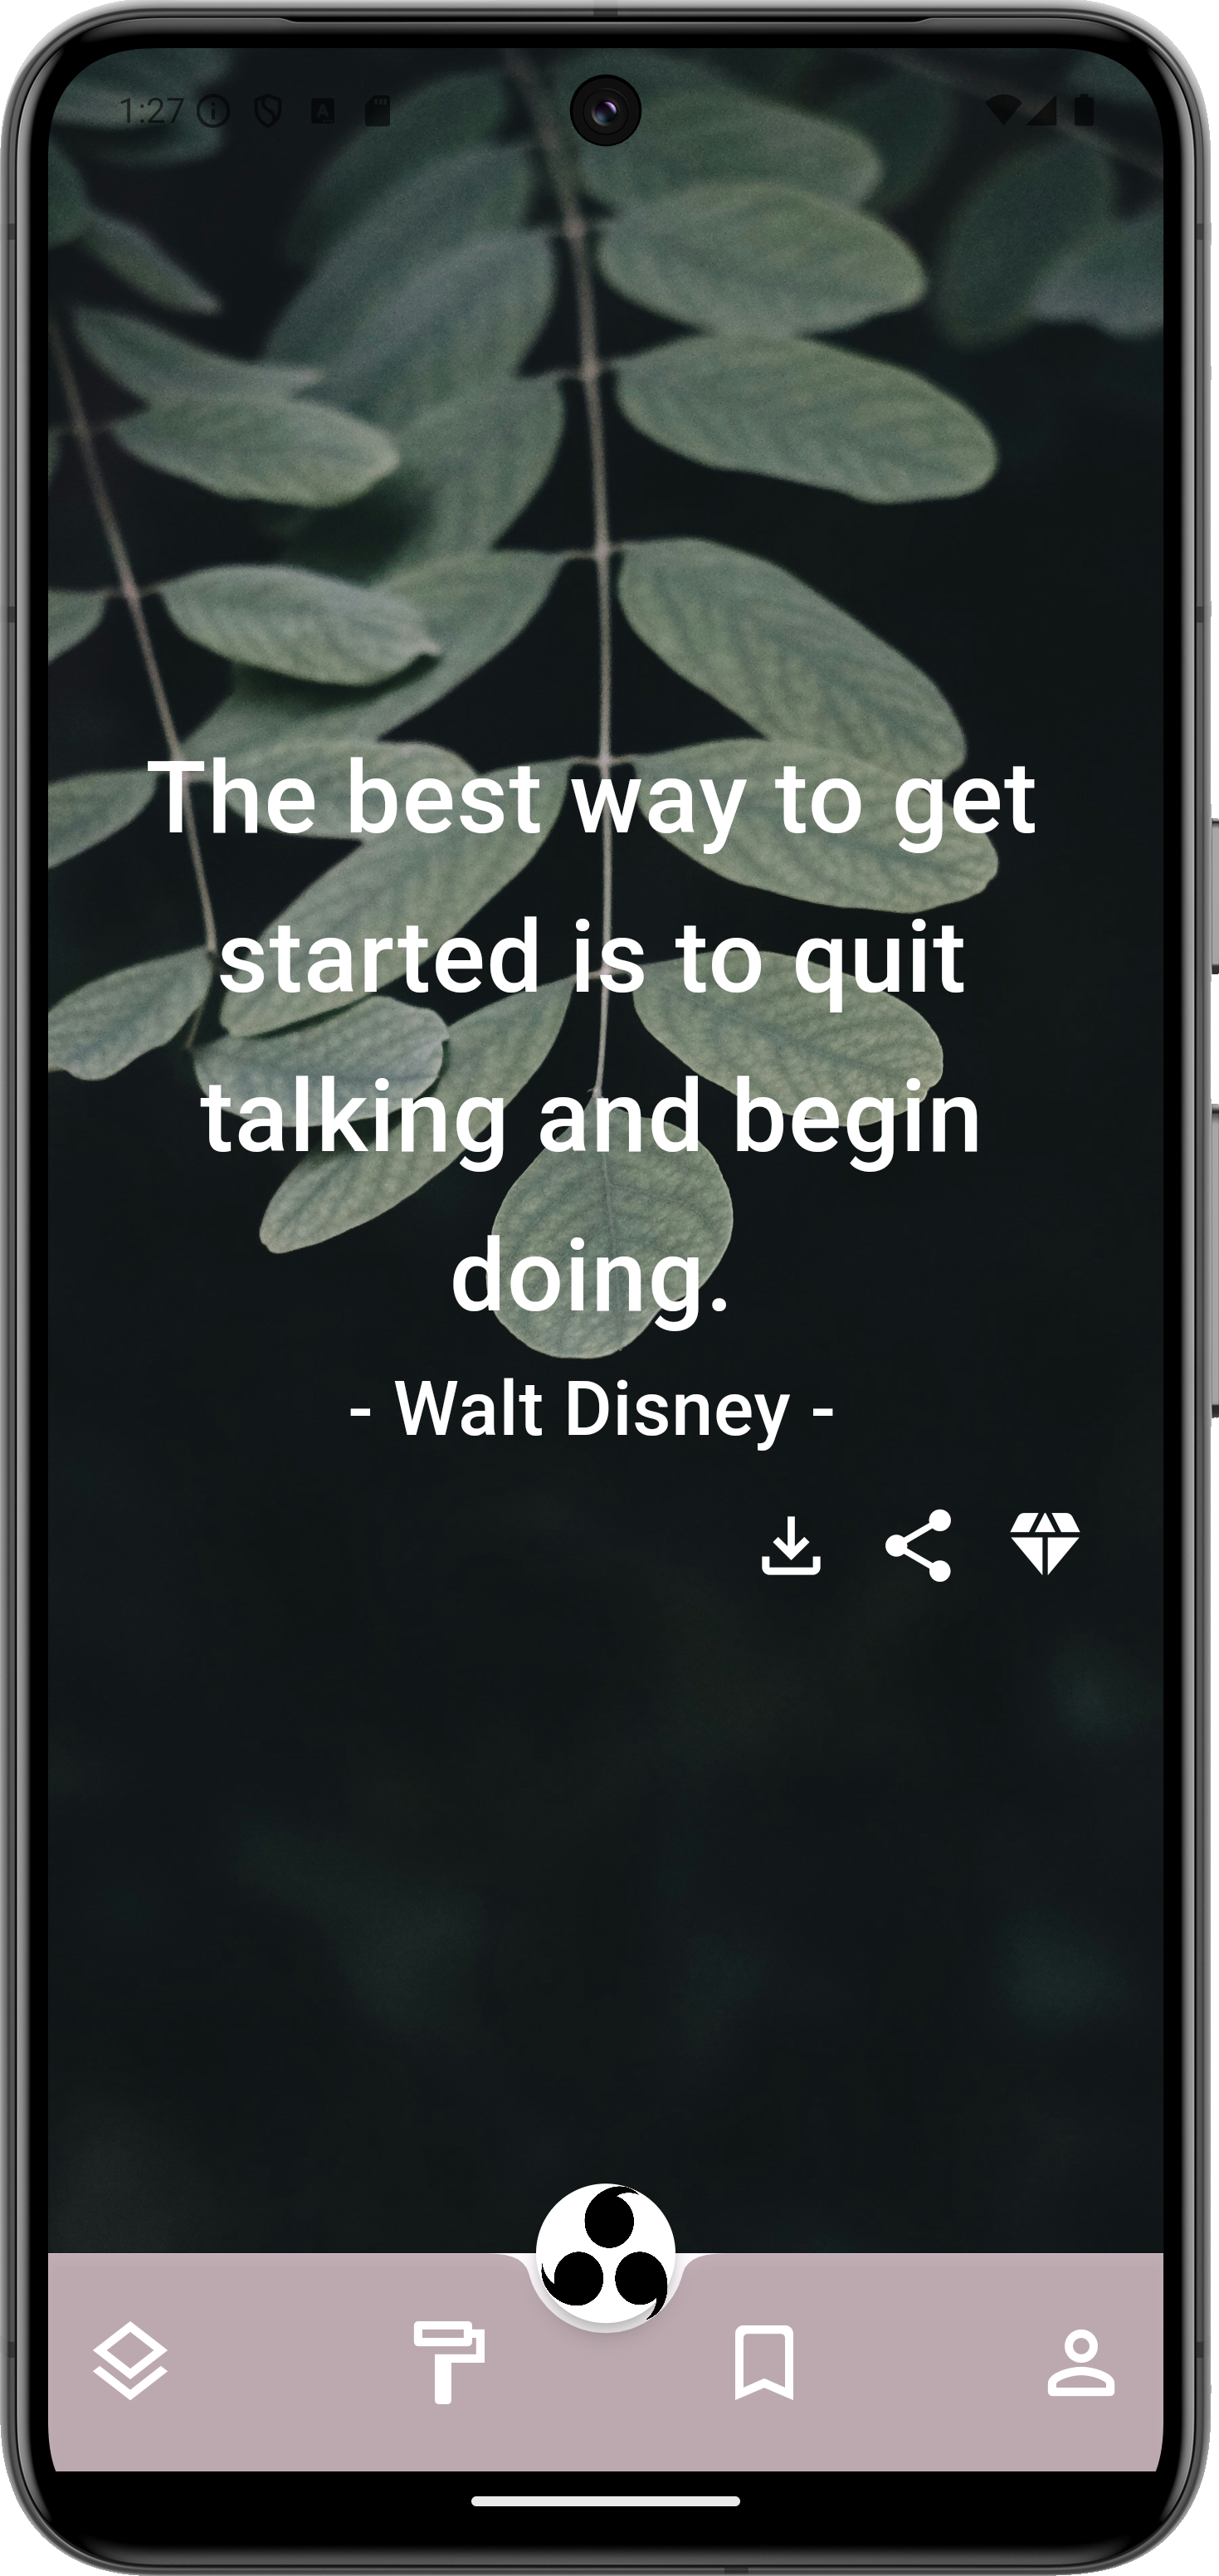 1:27
The best way to get
started is to quit
talking and begin
doing.
- Walt Disney -